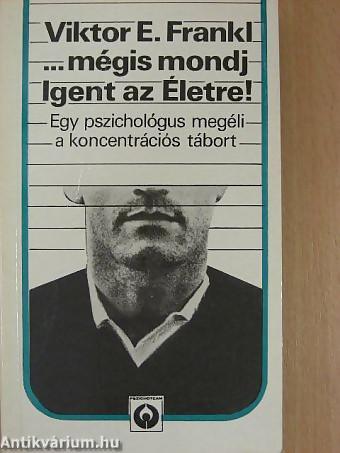 Viktor E. Frankl
...mégis mondj
Igent az Életre!
Egy pszichológus megéli
a koncentrációs tábort
PSZICHOTEAM
Antikvárium.hu